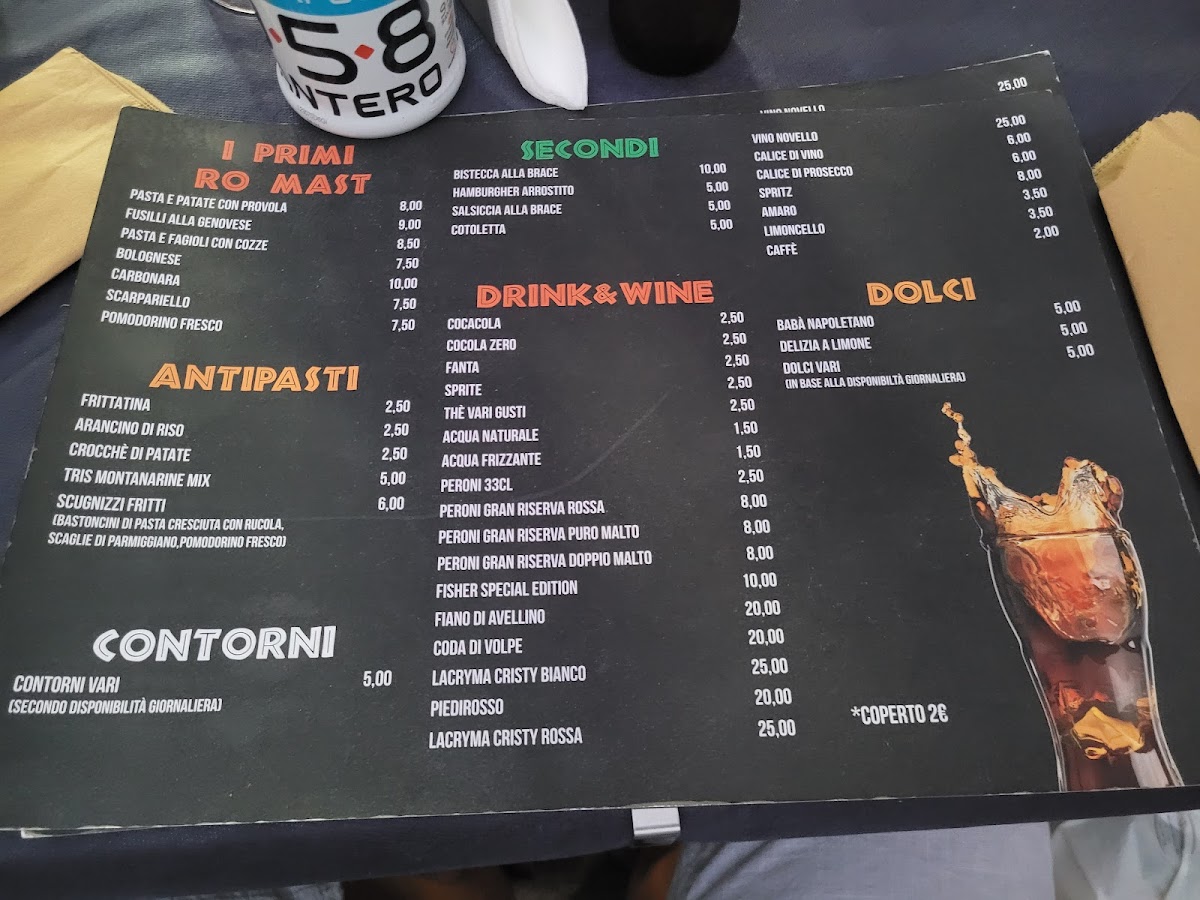 ·5·8
INTERO
VINO NOVELLO 25,00
I PRIMI
RO MAST
PASTA E PATATE CON PROVOLA 8,00
FUSILLI ALLA GENOVESE 9,00
PASTA E FAGIOLI CON COZZE 8,50
BOLOGNESE 7,50
CARBONARA 10,00
SCARPARIELLO 7,50
POMODORINO FRESCO 7,50
ANTIPASTI
FRITTATINA 2,50
ARANCINO DI RISO 2,50
CROCCHÈ DI PATATE 2,50
TRIS MONTANARINE MIX 5,00
SCUGNIZZI FRITTI 6,00
(BASTONCINI DI PASTA CRESCIUTA CON RUCOLA,
SCAGLIE DI PARMIGGIANO,POMODORINO FRESCO)
CONTORNI
CONTORNI VARI 5,00
(SECONDO DISPONIBILITÀ GIORNALIERA)
SECONDI
BISTECCA ALLA BRACE 10,00
HAMBURGHER ARROSTITO 5,00
SALSICCIA ALLA BRACE 5,00
COTOLETTA 5,00
DRINK&WINE
COCACOLA 2,50
COCOLA ZERO 2,50
FANTA 2,50
SPRITE 2,50
THÈ VARI GUSTI 2,50
ACQUA NATURALE 1,50
ACQUA FRIZZANTE 1,50
PERONI 33CL 2,50
PERONI GRAN RISERVA ROSSA 8,00
PERONI GRAN RISERVA PURO MALTO 8,00
PERONI GRAN RISERVA DOPPIO MALTO 8,00
FISHER SPECIAL EDITION 10,00
FIANO DI AVELLINO 20,00
CODA DI VOLPE 20,00
LACRYMA CRISTY BIANCO 25,00
PIEDIROSSO 20,00
LACRYMA CRISTY ROSSA 25,00
VINO NOVELLO 25,00
CALICE DI VINO 6,00
CALICE DI PROSECCO 6,00
SPRITZ 8,00
AMARO 3,50
LIMONCELLO 3,50
CAFFÈ 2,00
DOLCI
BABÀ NAPOLETANO 5,00
DELIZIA A LIMONE 5,00
DOLCI VARI 5,00
(IN BASE ALLA DISPONIBILTÀ GIORNALIERA)
*COPERTO 2€